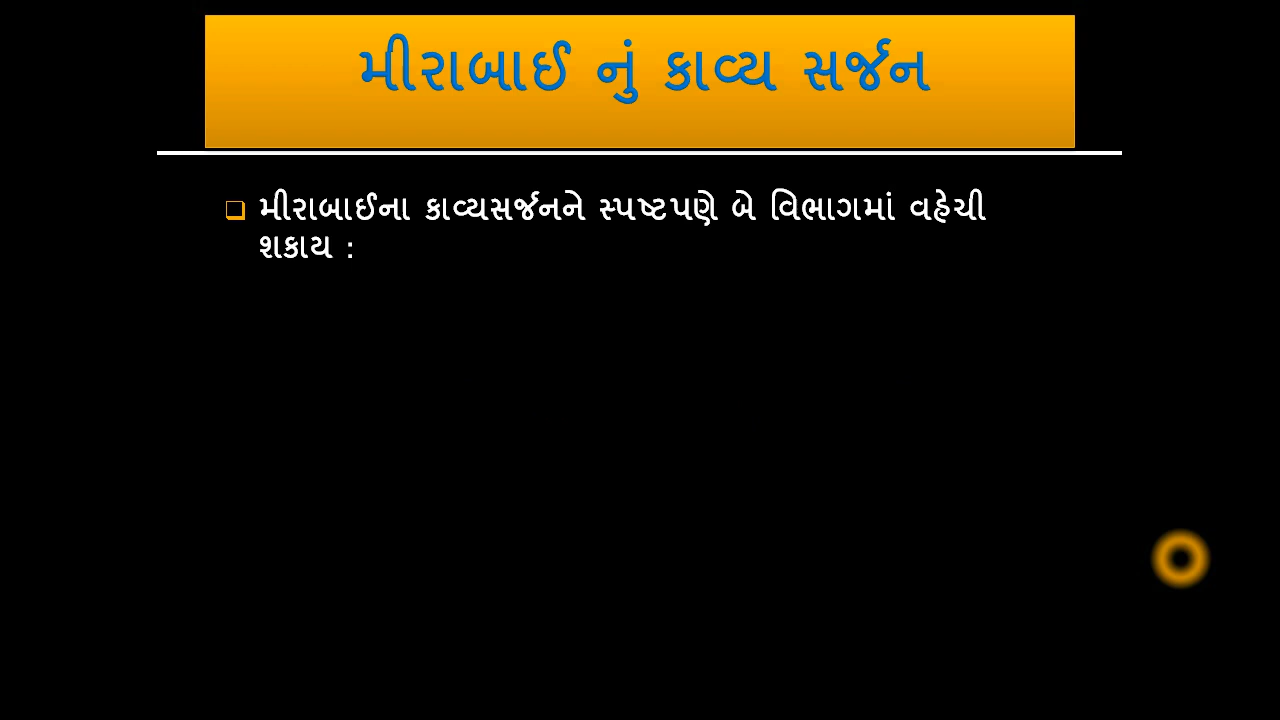 મીરાબાઈ નું કાવ્ય સર્જન
મીરાબાઈના કાવ્યસર્જનને સ્પષ્ટપણે બે વિભાગમાં વહેચી
શકાય :